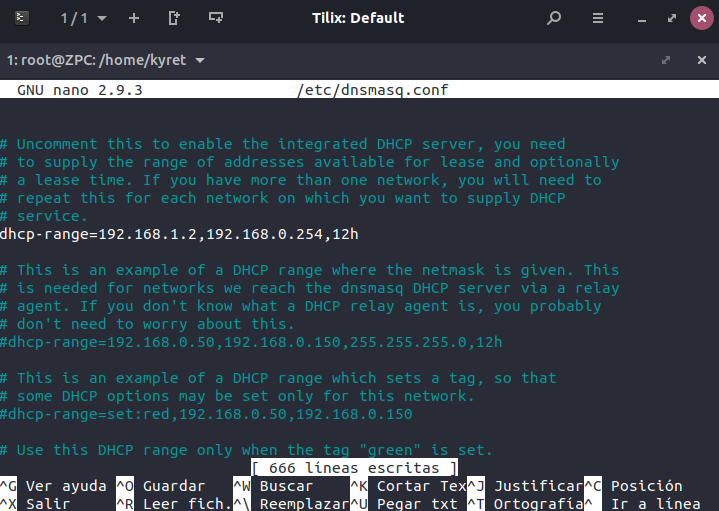 1 / 1
Tilix: Default
1: root@ZPC: /home/kyret
GNU nano 2.9.3 /etc/dnsmasq.conf
# Uncomment this to enable the integrated DHCP server, you need
# to supply the range of addresses available for lease and optionally
# a lease time. If you have more than one network, you will need to
# repeat this for each network on which you want to supply DHCP
# service.
dhcp-range=192.168.1.2,192.168.0.254,12h
# This is an example of a DHCP range where the netmask is given. This
# is needed for networks we reach the dnsmasq DHCP server via a relay
# agent. If you don't know what a DHCP relay agent is, you probably
# don't need to worry about this.
#dhcp-range=192.168.0.50,192.168.0.150,255.255.255.0,12h
# This is an example of a DHCP range which sets a tag, so that
# some DHCP options may be set only for this network.
#dhcp-range=set:red,192.168.0.50,192.168.0.150
# Use this DHCP range only when the tag "green" is set.
[ 666 líneas escritas ]
^G Ver ayuda ^O Guardar ^W Buscar ^K Cortar Tex^J Justificar^C Posición
^X Salir ^R Leer fich.^\ Reemplazar^U Pegar txt ^T Ortografía^_ Ir a línea